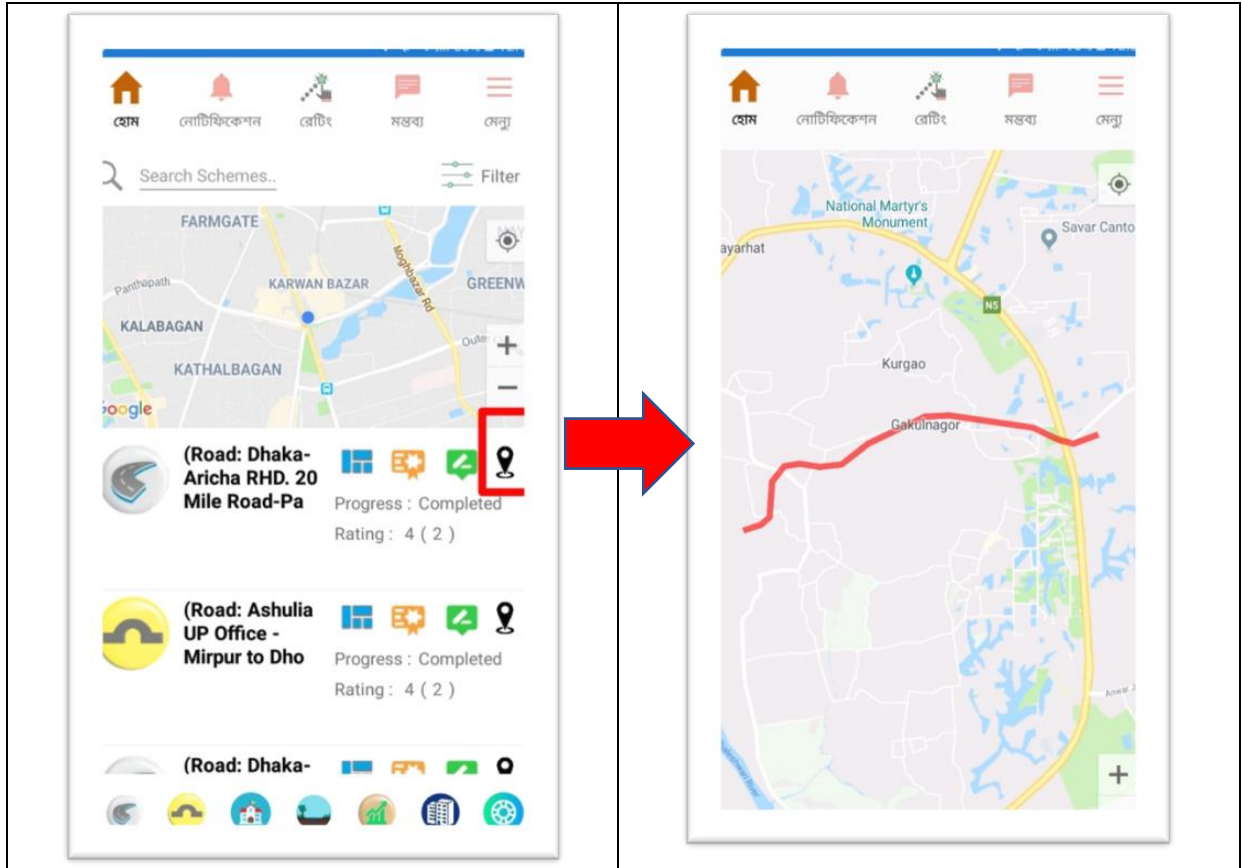 হোম
নোটিফিকেশন
রেটিং
মন্তব্য
মেন্যু
Search Schemes..
Filter
FARMGATE
Panthapath
KARWAN BAZAR
Moghbazar Rd
GREENW
KALABAGAN
Oute
KATHALBAGAN
Google
(Road: Dhaka-
Aricha RHD. 20
Mile Road-Pa
Progress : Completed
Rating : 4 ( 2 )
(Road: Ashulia
UP Office -
Mirpur to Dho
Progress : Completed
Rating : 4 ( 2 )
(Road: Dhaka-
হোম
নোটিফিকেশন
রেটিং
মন্তব্য
মেন্যু
National Martyr's
Monument
Savar Canto
ayarhat
N5
Kurgao
Gakulnagor